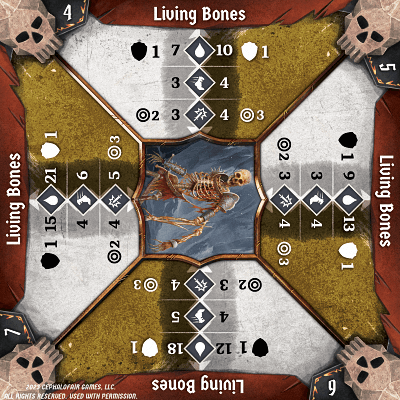 4
Living Bones
1 7 10 1
3 4
2 3 4 3
5
Living Bones
1 9 13 1
3 4
2 3 4 3
6
Living Bones
1 12 18 1
4 5
2 3 4 3
7
Living Bones
1 15 21 1
4 6
2 4 5 3
2023 CEPHALOFAIR GAMES, LLC.
ALL RIGHTS RESERVED. USED WITH PERMISSION.